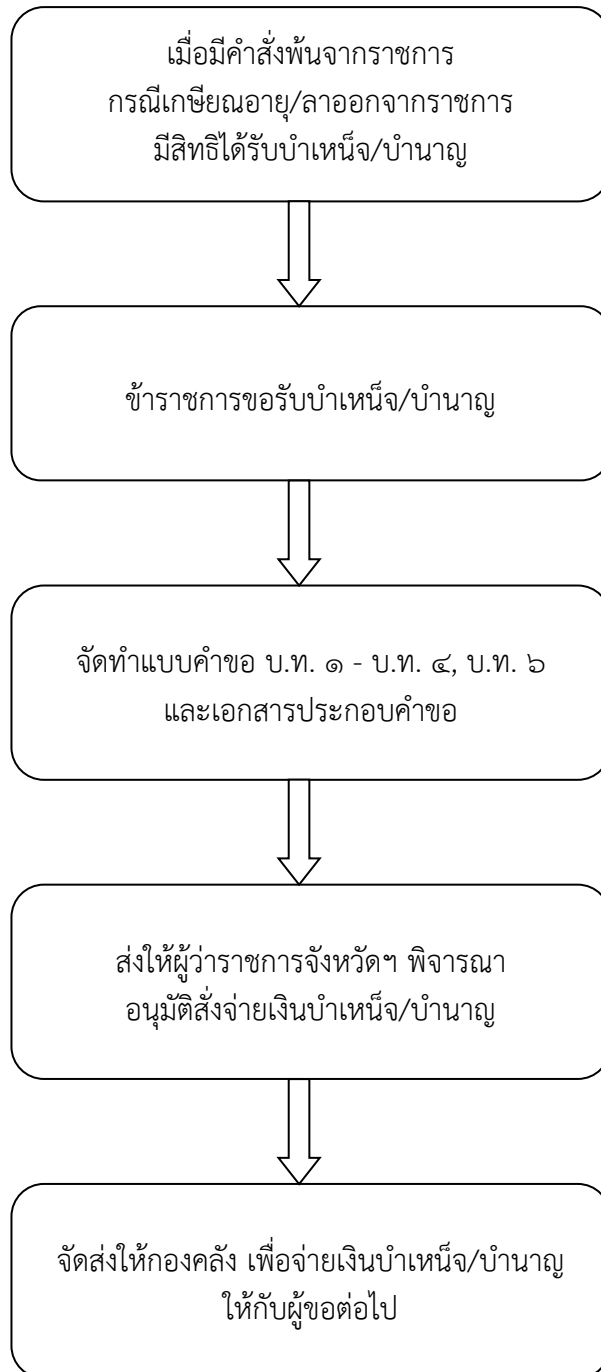 เมื่อมีคำสั่งพ้นจากราชการ
กรณีเกษียณอายุ/ลาออกจากราชการ
มีสิทธิได้รับบำเหน็จ/บำนาญ
ข้าราชการขอรับบำเหน็จ/บำนาญ
จัดทำแบบคำขอ บ.ท. ๑ - บ.ท. ๔, บ.ท. ๖
และเอกสารประกอบคำขอ
ส่งให้ผู้ว่าราชการจังหวัดฯ พิจารณา
อนุมัติสั่งจ่ายเงินบำเหน็จ/บำนาญ
จัดส่งให้กองคลัง เพื่อจ่ายเงินบำเหน็จ/บำนาญ
ให้กับผู้ขอต่อไป